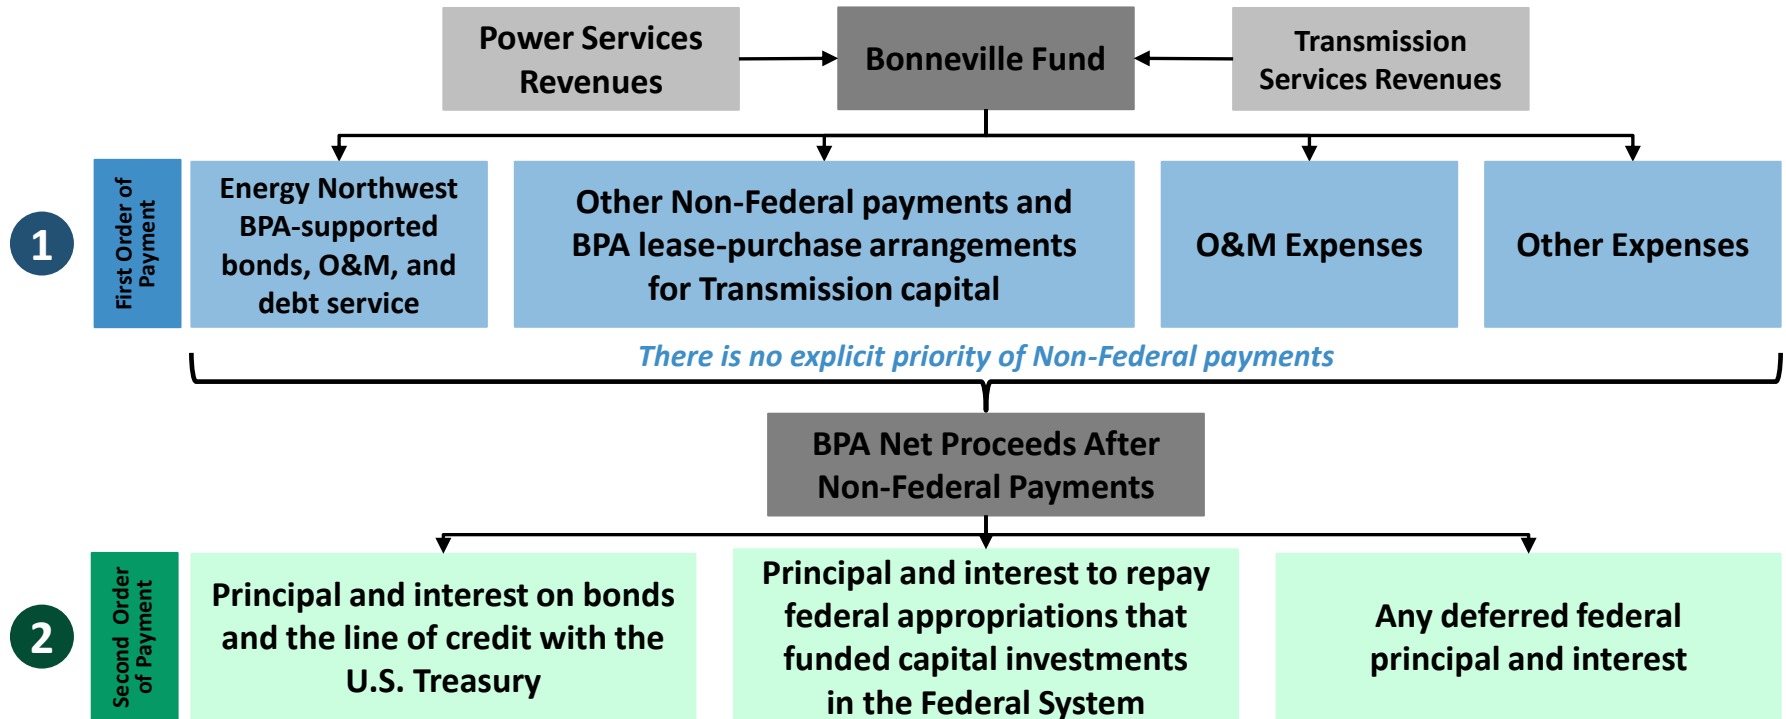 Power Services
Revenues
Bonneville Fund
Transmission
Services Revenues
1
First Order of
Payment
Energy Northwest
BPA-supported
bonds, O&M, and
debt service
Other Non-Federal payments and
BPA lease-purchase arrangements
for Transmission capital
O&M Expenses
Other Expenses
There is no explicit priority of Non-Federal payments
BPA Net Proceeds After
Non-Federal Payments
2
Second Order
of Payment
Principal and interest on bonds
and the line of credit with the
U.S. Treasury
Principal and interest to repay
federal appropriations that
funded capital investments
in the Federal System
Any deferred federal
principal and interest